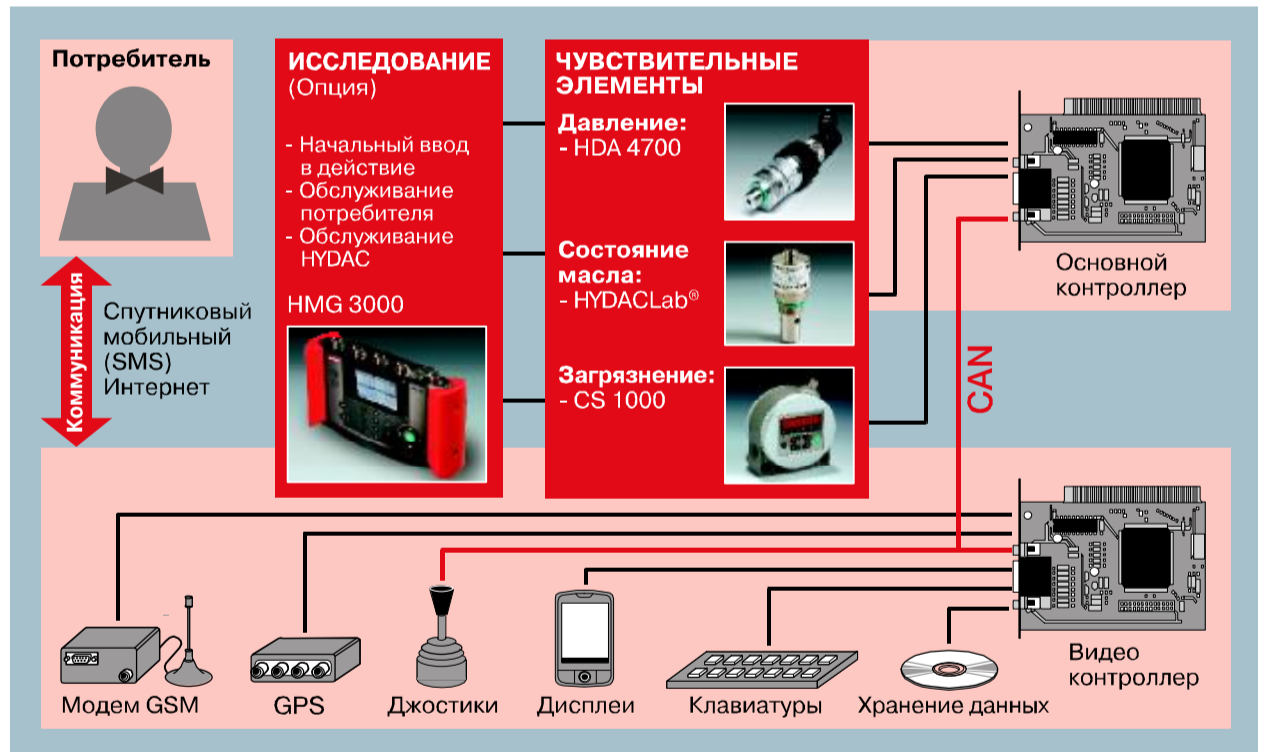 Потребитель
Коммуникация
Спутниковый
мобильный
(SMS)
Интернет
ИССЛЕДОВАНИЕ
(Опция)
- Начальный ввод
в действие
- Обслуживание
потребителя
- Обслуживание
HYDAC
HMG 3000
ЧУВСТВИТЕЛЬНЫЕ
ЭЛЕМЕНТЫ
Давление:
- HDA 4700
Состояние
масла:
- HYDACLab®
Загрязнение:
- CS 1000
Основной
контроллер
CAN
Видео
контроллер
Модем GSM
GPS
Джостики
Дисплеи
Клавиатуры
Хранение данных